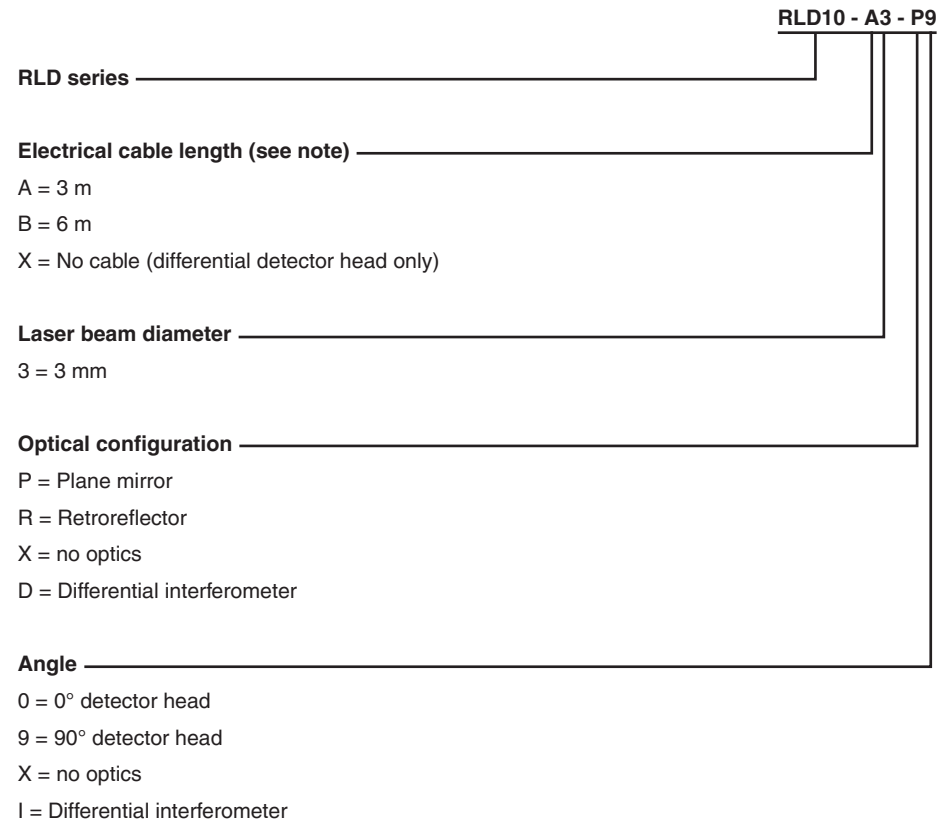 RLD10 - A3 - P9
RLD series
Electrical cable length (see note)
A = 3 m
B = 6 m
X = No cable (differential detector head only)
Laser beam diameter
3 = 3 mm
Optical configuration
P = Plane mirror
R = Retroreflector
X = no optics
D = Differential interferometer
Angle
0 = 0° detector head
9 = 90° detector head
X = no optics
I = Differential interferometer